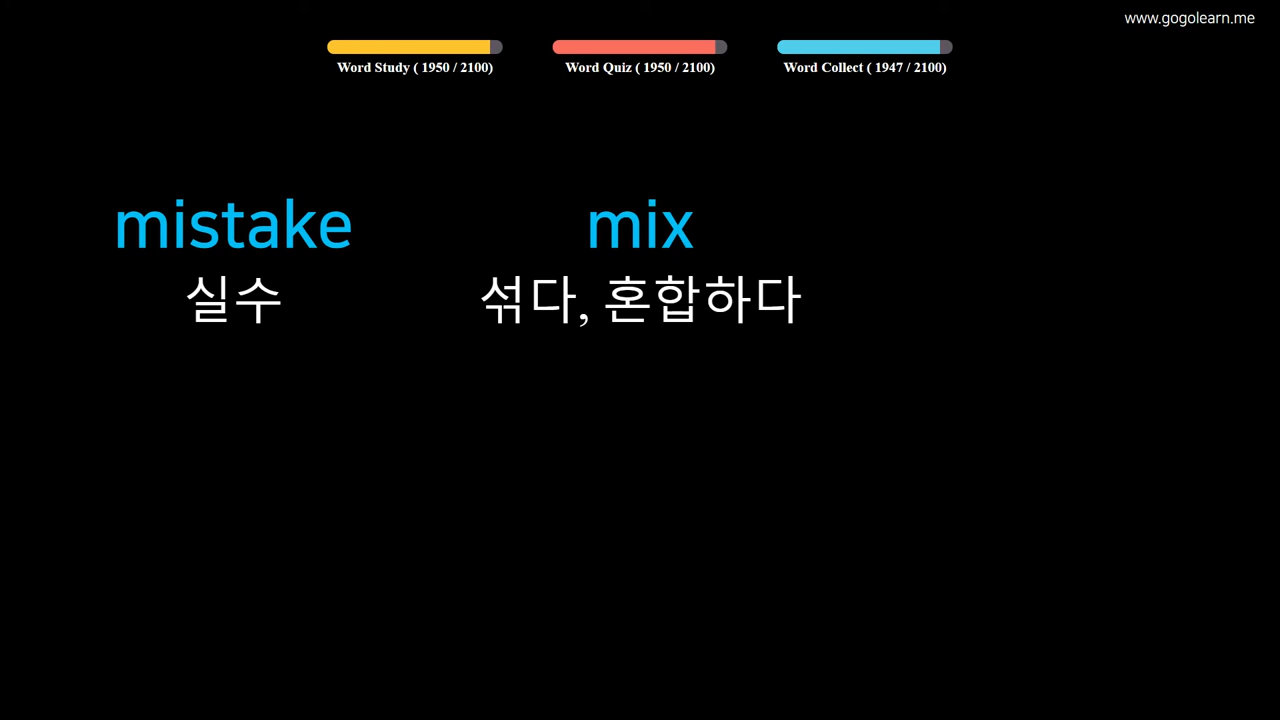 www.gogolearn.me
Word Study ( 1950 / 2100)
Word Quiz ( 1950 / 2100)
Word Collect ( 1947 / 2100)
mistake
실수
mix
섞다, 혼합하다